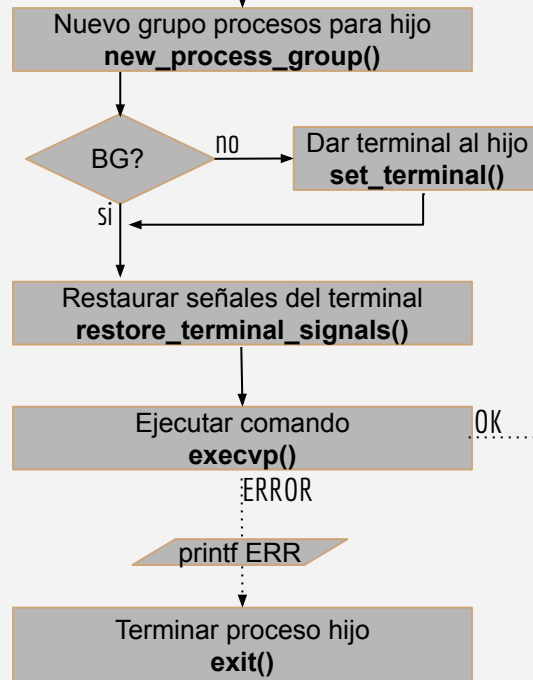 Nuevo grupo procesos para hijo
new_process_group()
BG?
no
Dar terminal al hijo
set_terminal()
si
Restaurar señales del terminal
restore_terminal_signals()
Ejecutar comando
execvp()
OK
ERROR
printf ERR
Terminar proceso hijo
exit()